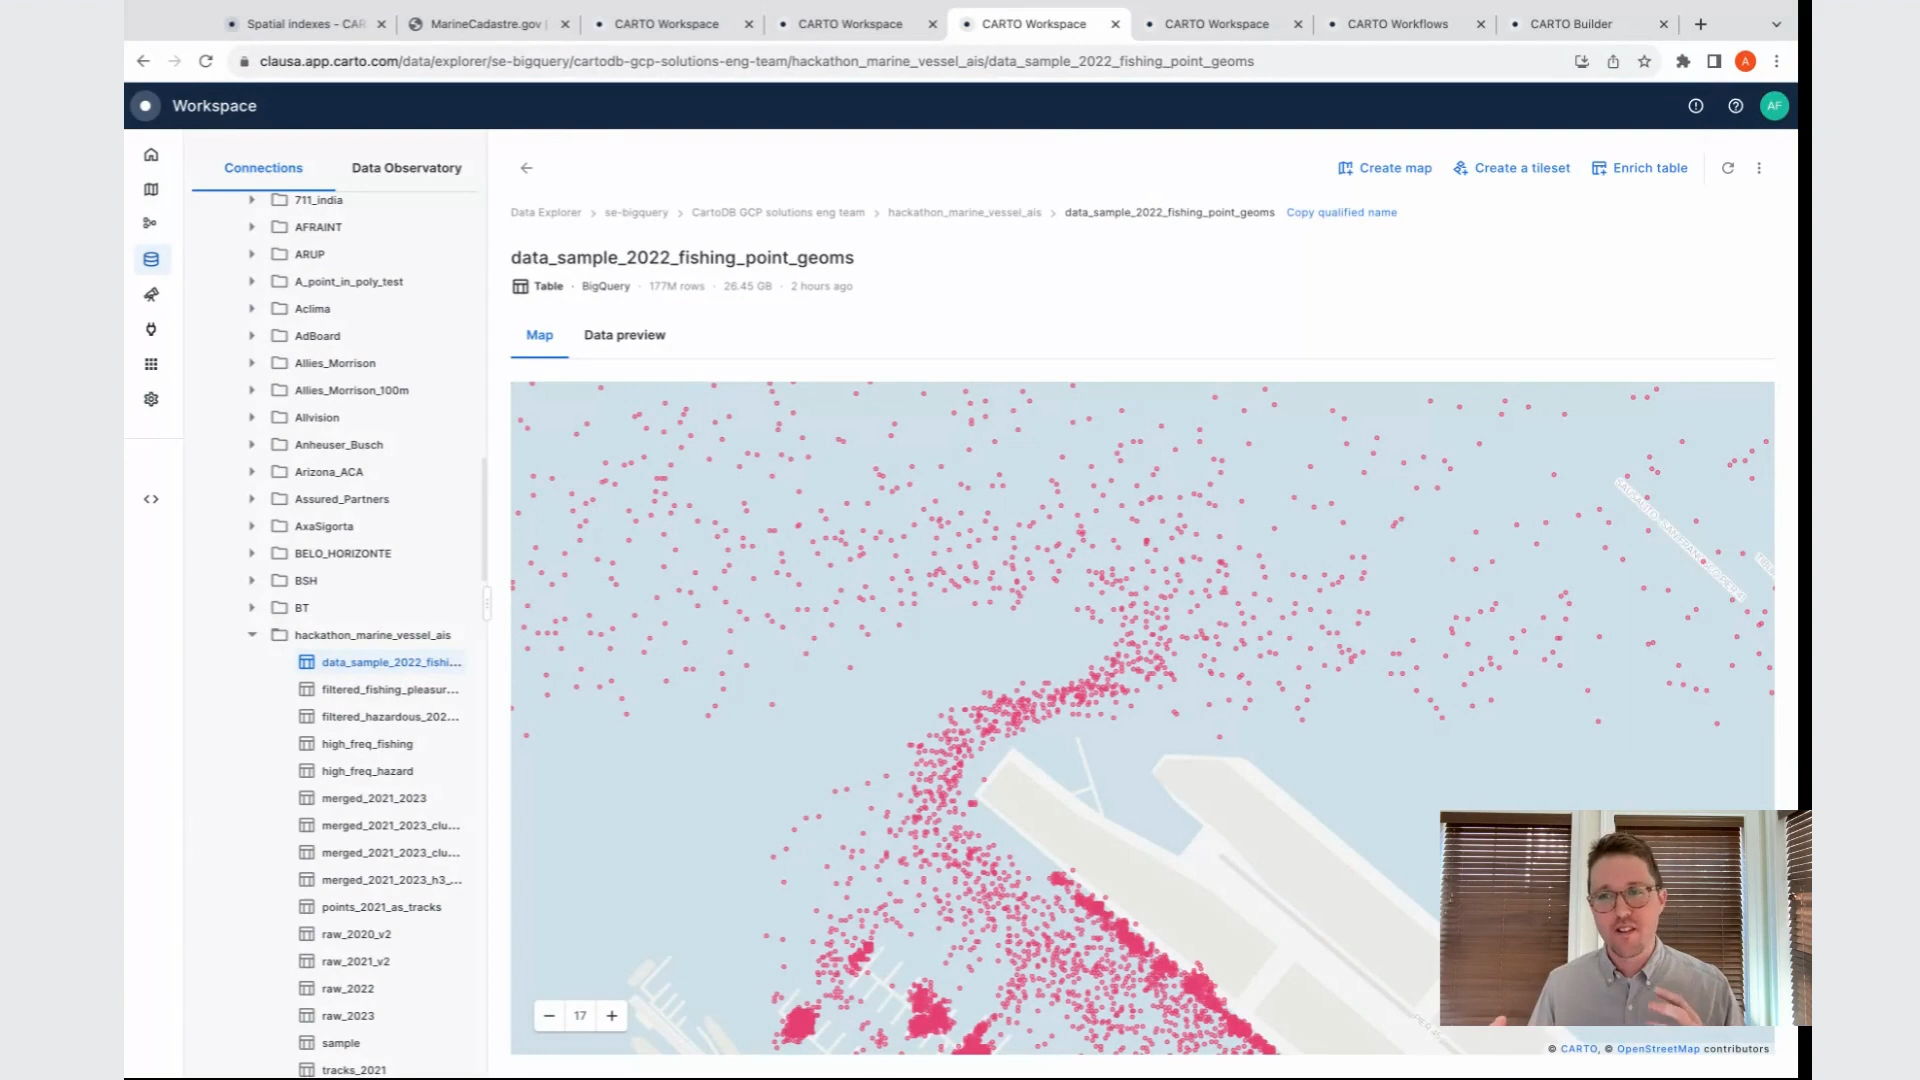 Spatial indexes - CAR
MarineCadastre.gov
CARTO Workspace
CARTO Workspace
CARTO Workspace
CARTO Workspace
CARTO Workflows
CARTO Builder
clausa.app.carto.com/data/explorer/se-bigquery/cartodb-gcp-solutions-eng-team/hackathon_marine_vessel_ais/data_sample_2022_fishing_point_geoms
A
Workspace
AF
Connections
Data Observatory
711_india
AFRAINT
ARUP
A_point_in_poly_test
Aclima
AdBoard
Allies_Morrison
Allies_Morrison_100m
Allvision
Anheuser_Busch
Arizona_ACA
Assured_Partners
AxaSigorta
BELO_HORIZONTE
BSH
BT
hackathon_marine_vessel_ais
data_sample_2022_fishi...
filtered_fishing_pleasur...
filtered_hazardous_202...
high_freq_fishing
high_freq_hazard
merged_2021_2023
merged_2021_2023_clu...
merged_2021_2023_clu...
merged_2021_2023_h3_...
points_2021_as_tracks
raw_2020_v2
raw_2021_v2
raw_2022
raw_2023
sample
tracks_2021
Create map
Create a tileset
Enrich table
Data Explorer > se-bigquery > CartoDB GCP solutions eng team > hackathon_marine_vessel_ais > data_sample_2022_fishing_point_geoms Copy qualified name
data_sample_2022_fishing_point_geoms
Table · BigQuery · 177M rows · 26.45 GB · 2 hours ago
Map
Data preview
17
© CARTO, © OpenStreetMap contributors